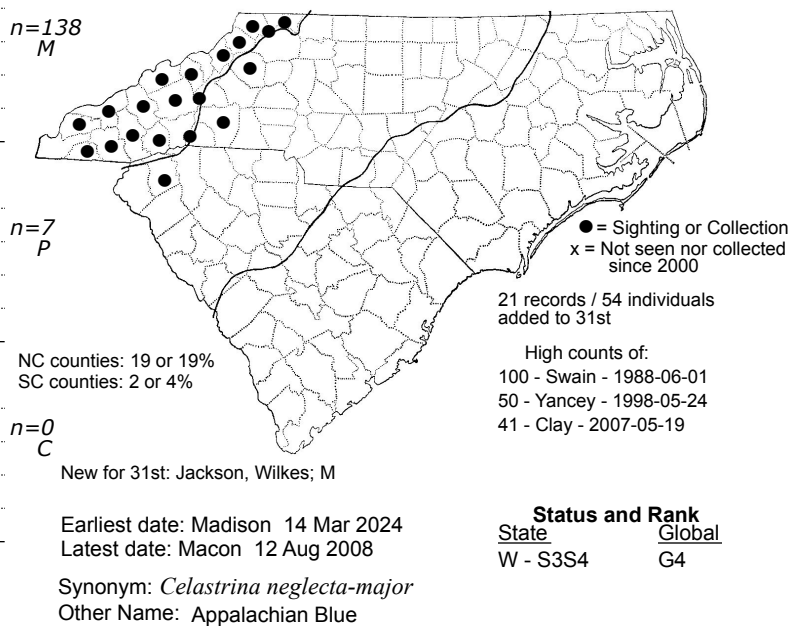 n=138
M
n=7
P
● = Sighting or Collection
x = Not seen nor collected
since 2000
21 records / 54 individuals
added to 31st
NC counties: 19 or 19%
SC counties: 2 or 4%
High counts of:
100 - Swain - 1988-06-01
50 - Yancey - 1998-05-24
41 - Clay - 2007-05-19
n=0
C
New for 31st: Jackson, Wilkes; M
Earliest date: Madison 14 Mar 2024
Latest date: Macon 12 Aug 2008
Status and Rank
State Global
W - S3S4 G4
Synonym: Celastrina neglecta-major
Other Name: Appalachian Blue